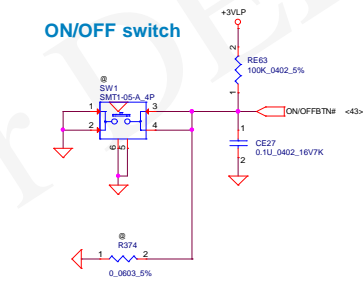 +3VLP
ON/OFF switch
2
RE63
100K_0402_5%
1
@
SW1
SMT1-05-A_4P
1
3
2
4
6
5
ON/OFFBTN#
<43>
1
CE27
0.1U_0402_16V7K
2
@
R374
1
2
0_0603_5%